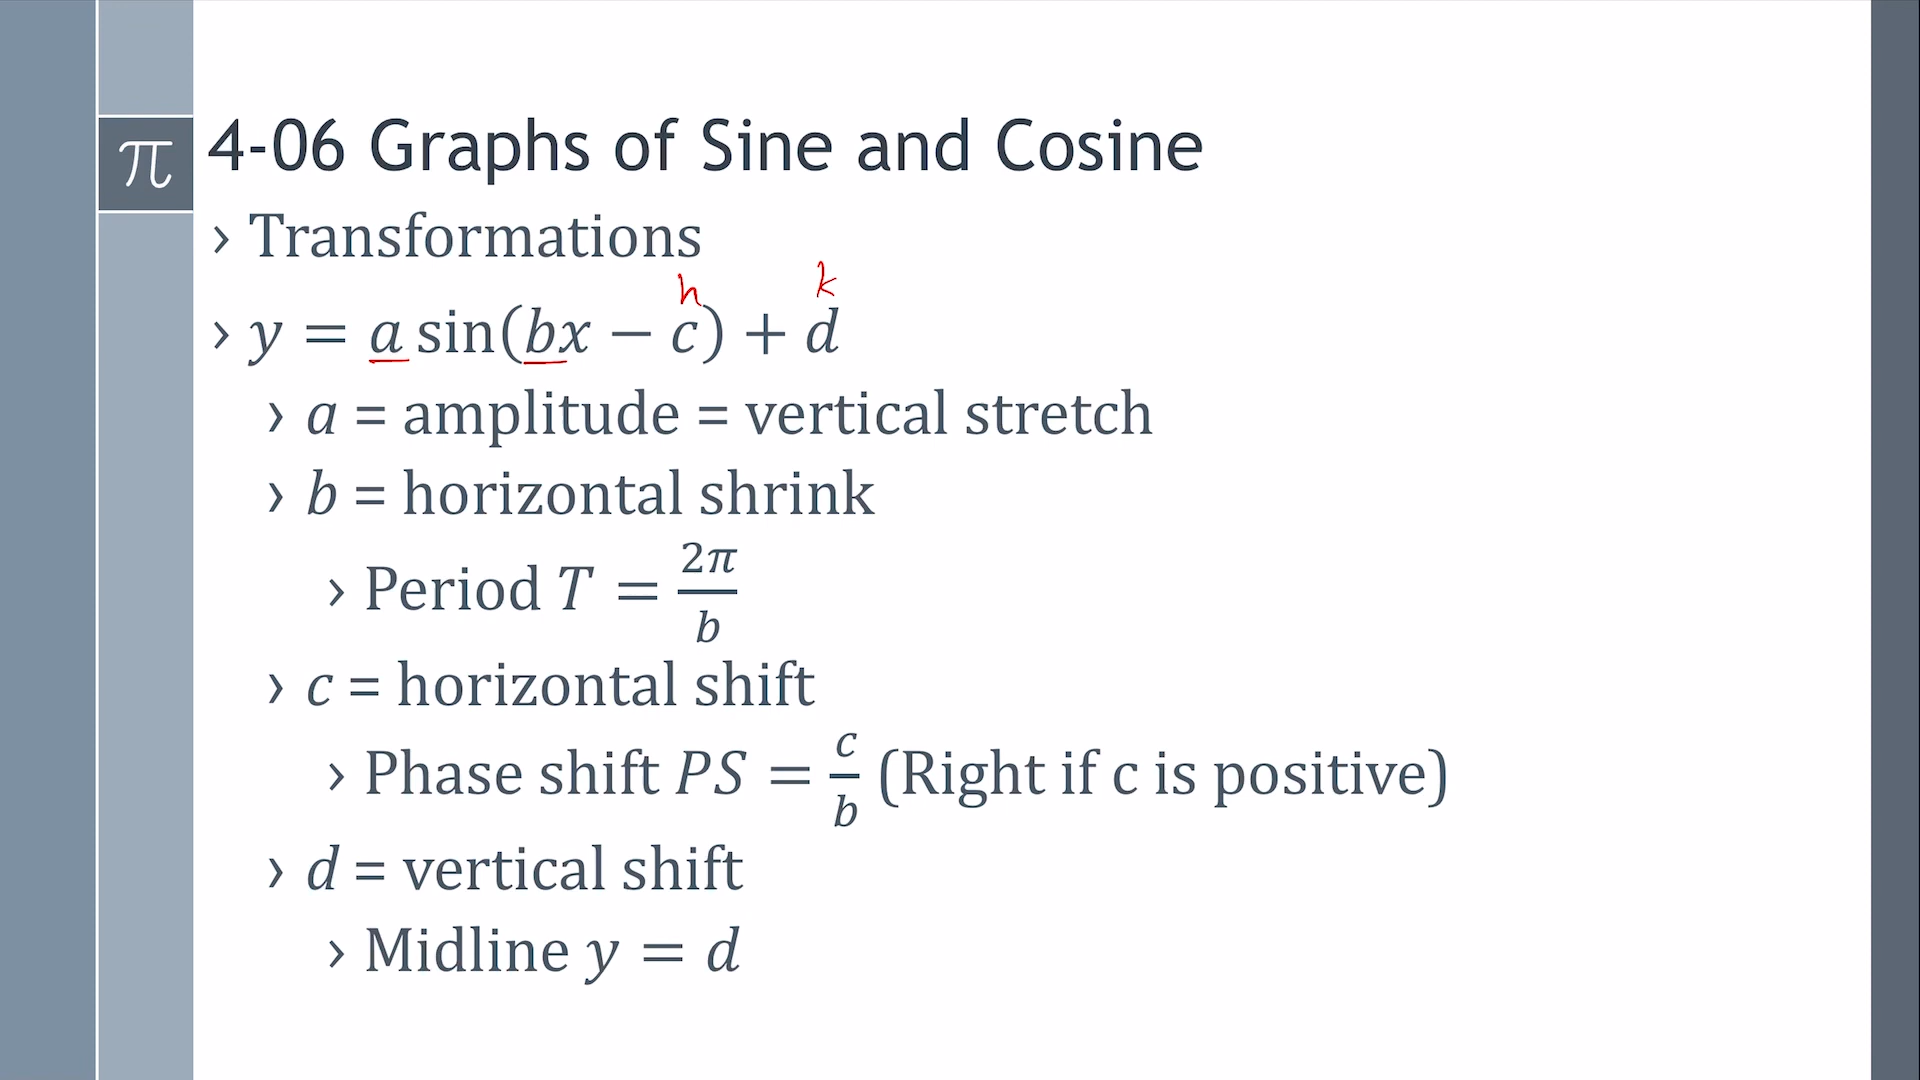 π 4-06 Graphs of Sine and Cosine
› Transformations
h k
› y = a sin(bx − c) + d
› a = amplitude = vertical stretch
› b = horizontal shrink
› Period T = 2π/b
› c = horizontal shift
› Phase shift PS = c/b (Right if c is positive)
› d = vertical shift
› Midline y = d